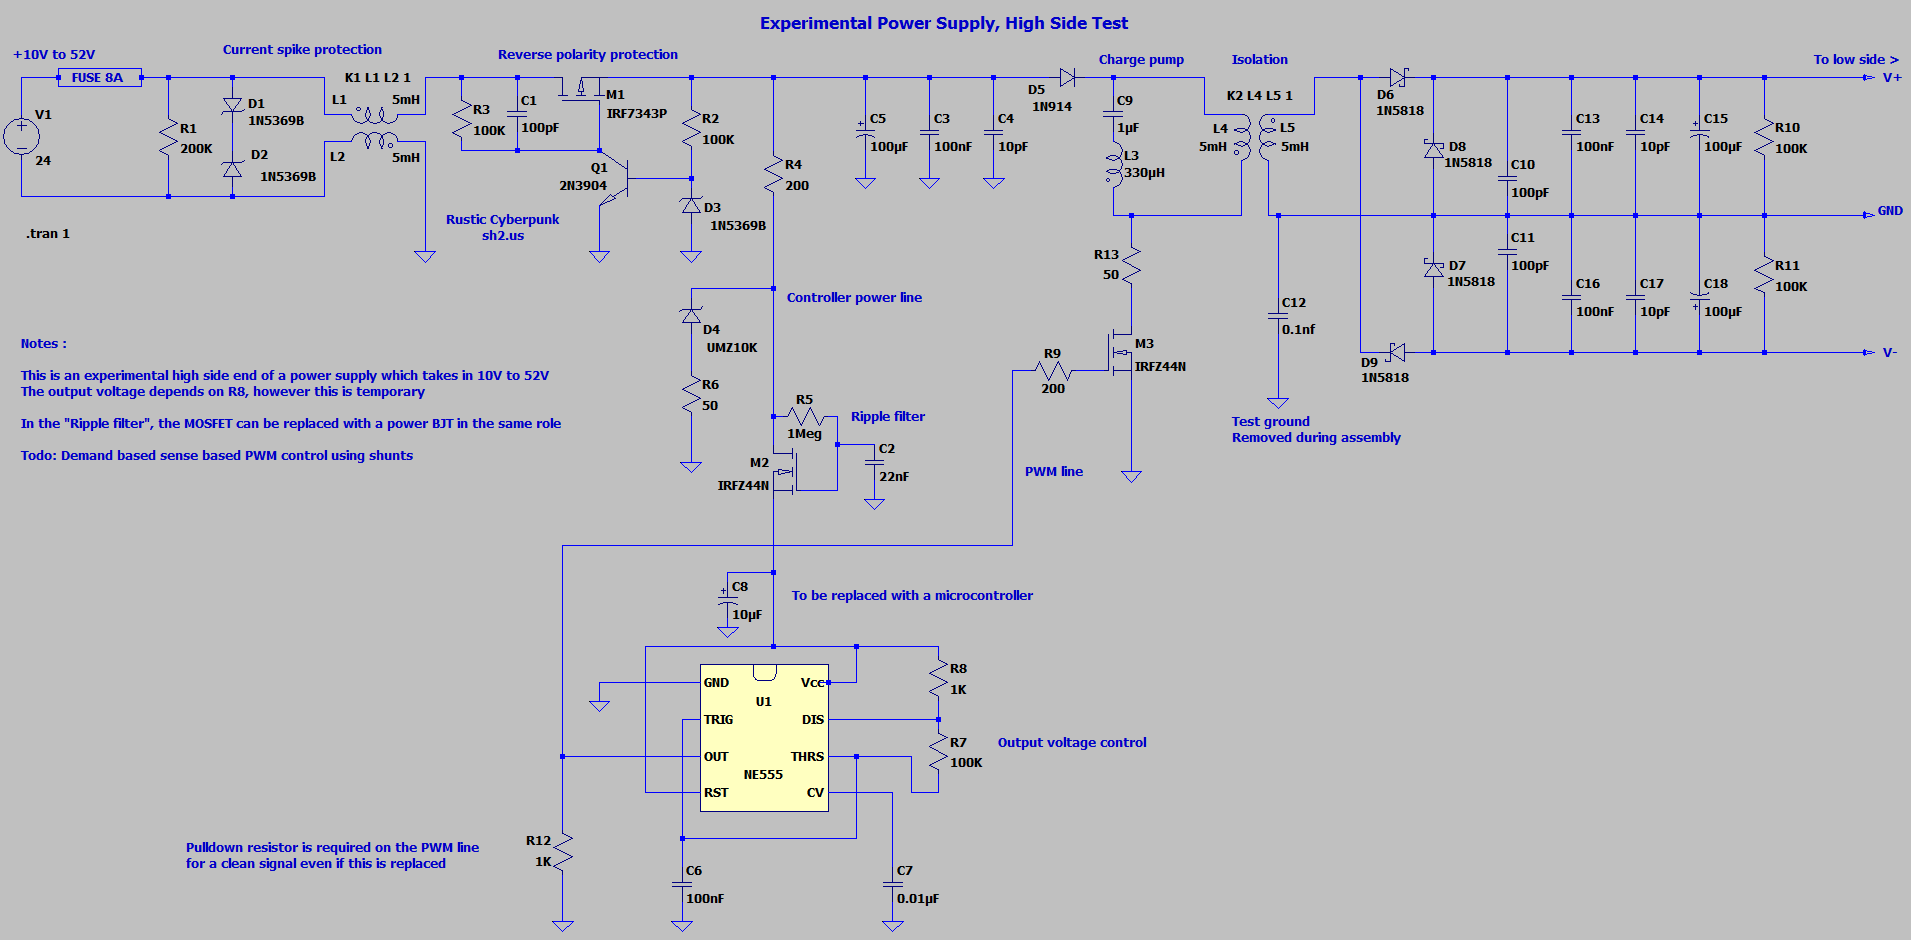 Experimental Power Supply, High Side Test
+10V to 52V
FUSE 8A
Current spike protection
K1 L1 L2 1
L1
5mH
L2
5mH
V1
24
R1
200K
D1
1N5369B
D2
1N5369B
.tran 1
Reverse polarity protection
R3
100K
C1
100pF
M1
IRF7343P
Q1
2N3904
R2
100K
D3
1N5369B
Rustic Cyberpunk
sh2.us
R4
200
C5
100µF
C3
100nF
C4
10pF
D5
1N914
Charge pump
C9
1µF
L3
330µH
Isolation
K2 L4 L5 1
L4
5mH
L5
5mH
R13
50
D6
1N5818
D8
1N5818
D7
1N5818
D9
1N5818
C10
100pF
C11
100pF
C13
100nF
C14
10pF
C15
100µF
R10
100K
C16
100nF
C17
10pF
C18
100µF
R11
100K
To low side >
V+
GND
V-
C12
0.1nf
Test ground
Removed during assembly
Controller power line
D4
UMZ10K
R6
50
R5
1Meg
Ripple filter
C2
22nF
M2
IRFZ44N
R9
200
M3
IRFZ44N
PWM line
Notes :
This is an experimental high side end of a power supply which takes in 10V to 52V
The output voltage depends on R8, however this is temporary
In the "Ripple filter", the MOSFET can be replaced with a power BJT in the same role
Todo: Demand based sense based PWM control using shunts
C8
10µF
To be replaced with a microcontroller
GND
TRIG
OUT
RST
U1
NE555
Vcc
DIS
THRS
CV
R8
1K
R7
100K
Output voltage control
R12
1K
Pulldown resistor is required on the PWM line
for a clean signal even if this is replaced
C6
100nF
C7
0.01µF